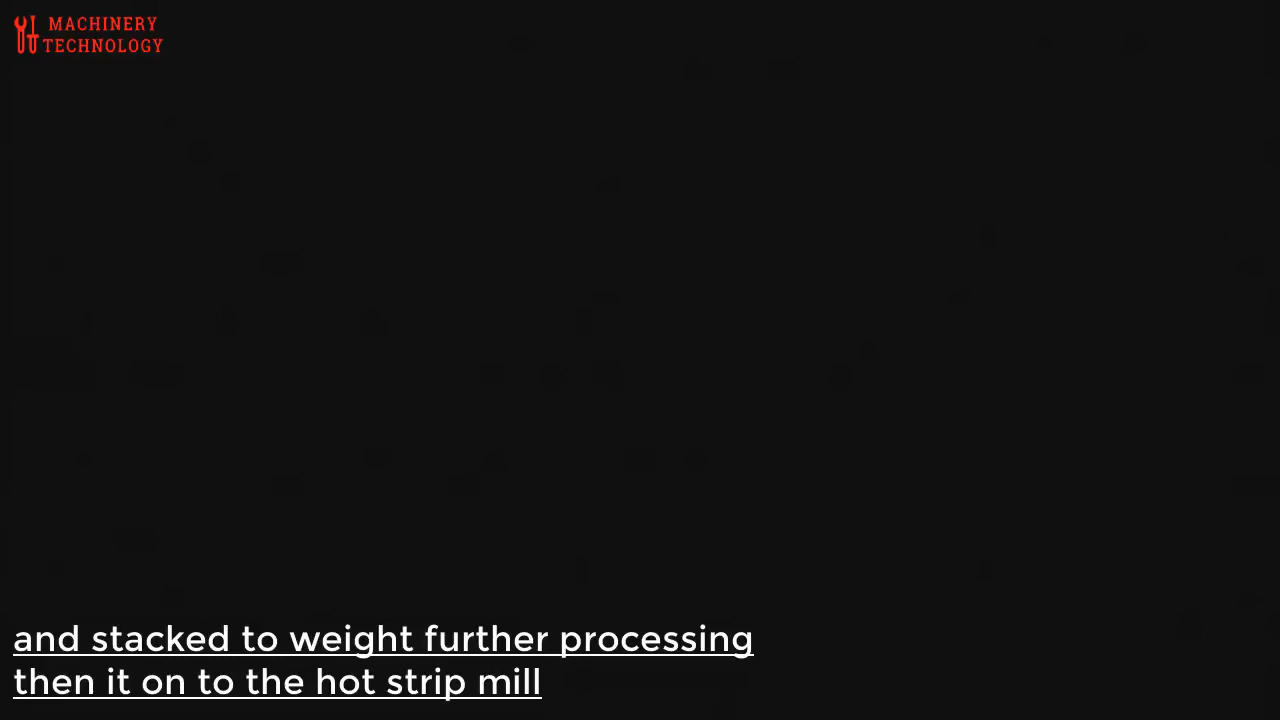 MACHINERY
TECHNOLOGY
and stacked to weight further processing
then it on to the hot strip mill